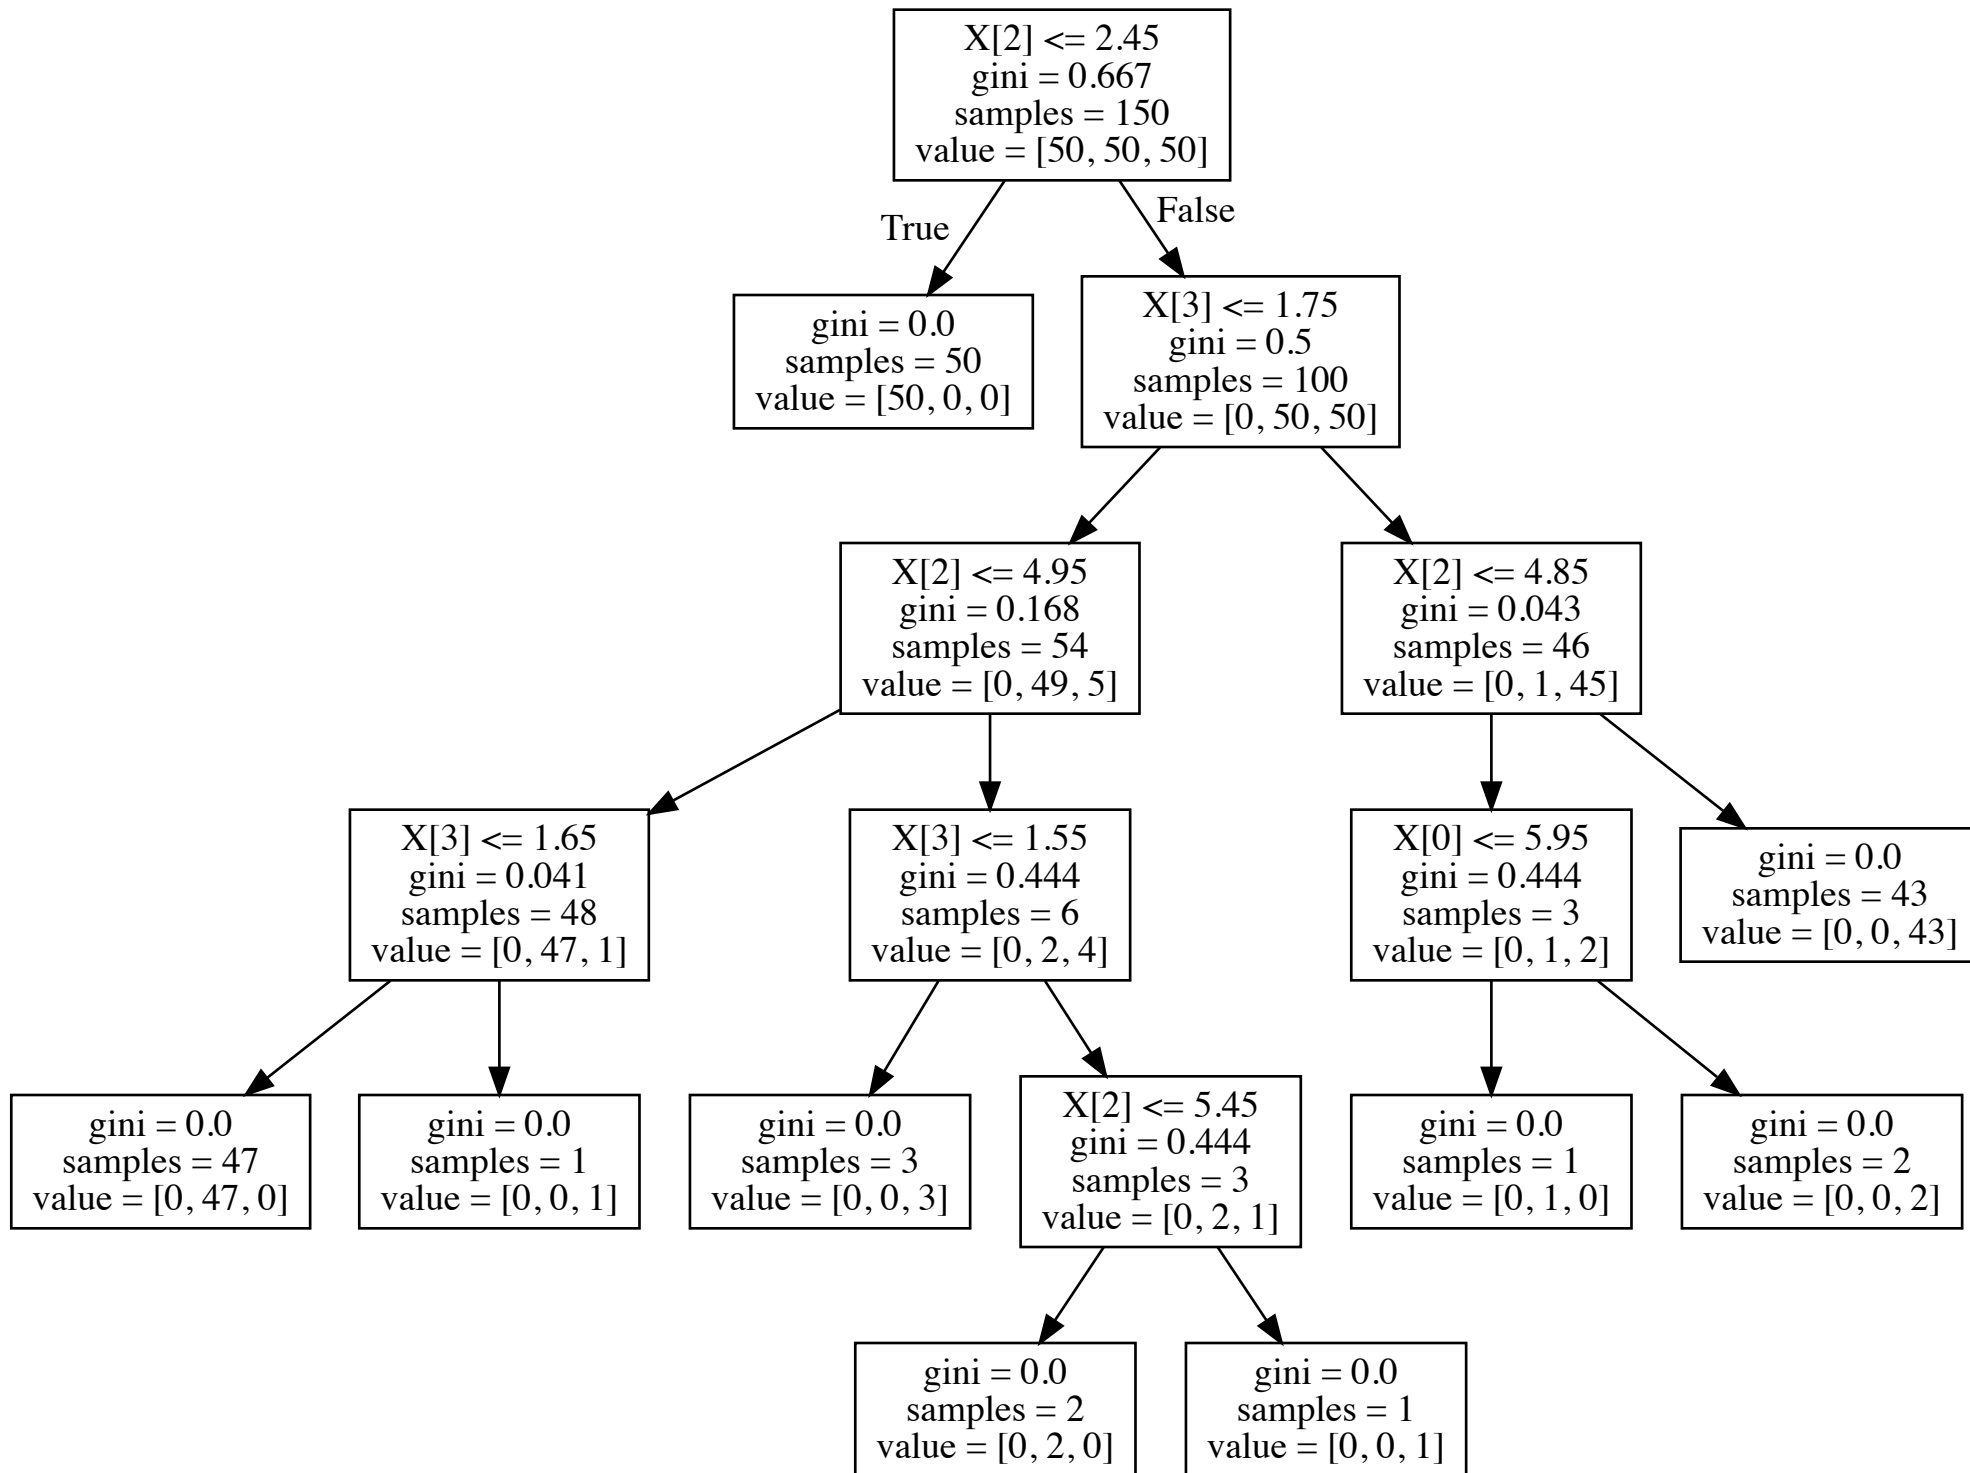 X[2] <= 2.45
gini = 0.667
samples = 150
value = [50, 50, 50]
True
False
gini = 0.0
samples = 50
value = [50, 0, 0]
X[3] <= 1.75
gini = 0.5
samples = 100
value = [0, 50, 50]
X[2] <= 4.95
gini = 0.168
samples = 54
value = [0, 49, 5]
X[2] <= 4.85
gini = 0.043
samples = 46
value = [0, 1, 45]
X[3] <= 1.65
gini = 0.041
samples = 48
value = [0, 47, 1]
X[3] <= 1.55
gini = 0.444
samples = 6
value = [0, 2, 4]
X[0] <= 5.95
gini = 0.444
samples = 3
value = [0, 1, 2]
gini = 0.0
samples = 43
value = [0, 0, 43]
gini = 0.0
samples = 47
value = [0, 47, 0]
gini = 0.0
samples = 1
value = [0, 0, 1]
gini = 0.0
samples = 3
value = [0, 0, 3]
X[2] <= 5.45
gini = 0.444
samples = 3
value = [0, 2, 1]
gini = 0.0
samples = 1
value = [0, 1, 0]
gini = 0.0
samples = 2
value = [0, 0, 2]
gini = 0.0
samples = 2
value = [0, 2, 0]
gini = 0.0
samples = 1
value = [0, 0, 1]